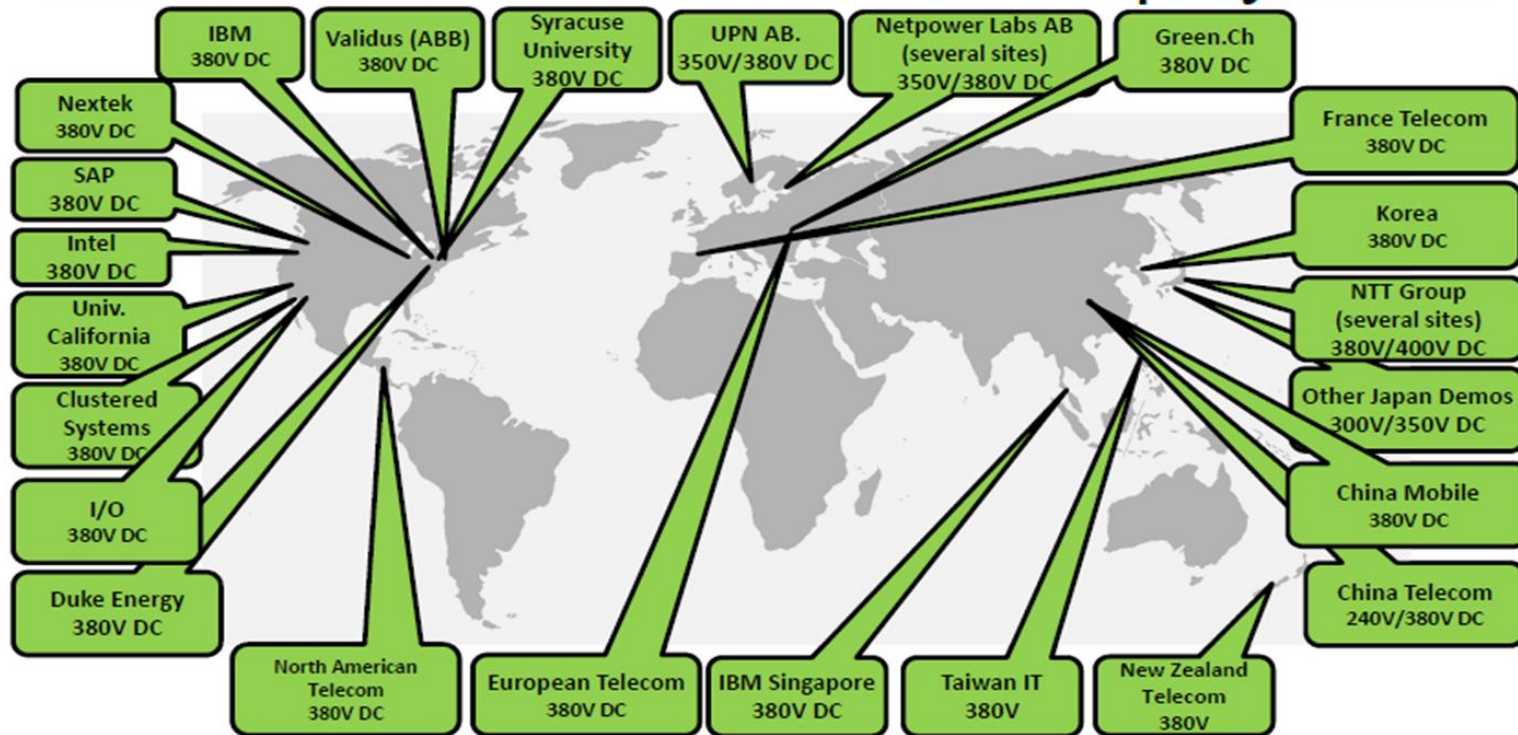 IBM
380V DC
Validus (ABB)
380V DC
Syracuse
University
380V DC
UPN AB.
350V/380V DC
Netpower Labs AB
(several sites)
350V/380V DC
Green.Ch
380V DC
Nextek
380V DC
SAP
380V DC
Intel
380V DC
Univ.
California
380V DC
Clustered
Systems
380V DC
I/O
380V DC
Duke Energy
380V DC
North American
Telecom
380V DC
European Telecom
380V DC
IBM Singapore
380V DC
Taiwan IT
380V
New Zealand
Telecom
380V
France Telecom
380V DC
Korea
380V DC
NTT Group
(several sites)
380V/400V DC
Other Japan Demos
300V/350V DC
China Mobile
380V DC
China Telecom
240V/380V DC